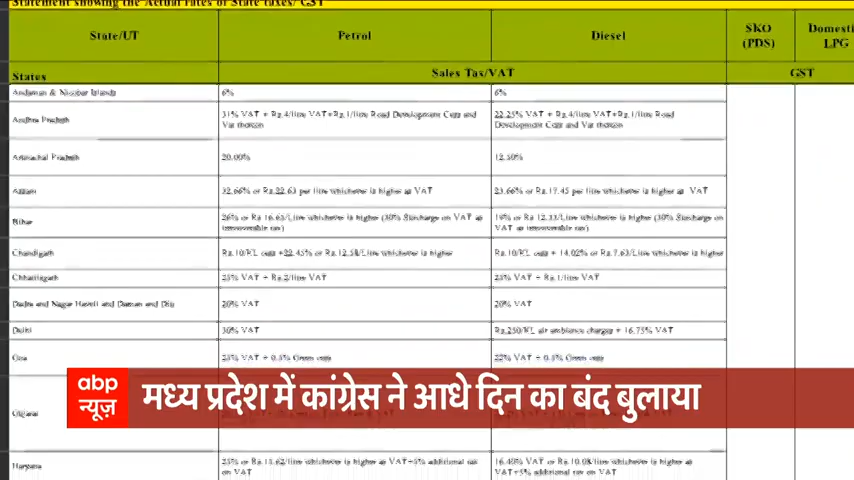 Statement showing the Actual rates of State taxes/ GST
State/UT
Petrol
Diesel
SKO
(PDS)
Domesti
LPG
States
Sales Tax/VAT
GST
Andaman & Nicobar Islands
6%
6%
Andhra Pradesh
31% VAT + Rs.4/litre VAT+Rs.1/litre Road Development Cess and
Vat thereon
22.25% VAT + Rs.4/litre VAT+Rs.1/litre Road
Development Cess and Vat thereon
Arunachal Pradesh
20.00%
12.50%
Assam
32.66% or Rs.22.63 per litre whichever is higher as VAT
23.66% or Rs.17.45 per litre whichever is higher as VAT
Bihar
26% or Rs 16.65/Litre whichever is higher (30% Surcharge on VAT as
irrecoverable tax)
19% or Rs 12.33/Litre whichever is higher (30% Surcharge on
VAT as irrecoverable tax)
Chandigarh
Rs.10/KL cess +22.45% or Rs.12.58/Litre whichever is higher
Rs.10/KL cess + 14.02% or Rs.7.63/Litre whichever is higher
Chhattisgarh
25% VAT + Rs.2/litre VAT
25% VAT + Rs.1/litre VAT
Dadra and Nagar Haveli and Daman and Diu
20% VAT
20% VAT
Delhi
30% VAT
Rs.250/KL air ambience charges + 16.75% VAT
Goa
25% VAT + 0.5% Green cess
22% VAT + 0.5% Green cess
abp
न्यूज़
मध्य प्रदेश में कांग्रेस ने आधे दिन का बंद बुलाया
Gujarat
Haryana
25% or Rs.15.62/litre whichever is higher as VAT+5% additional tax
on VAT
16.40% VAT or Rs.10.08/litre whichever is higher as
VAT+5% additional tax on VAT